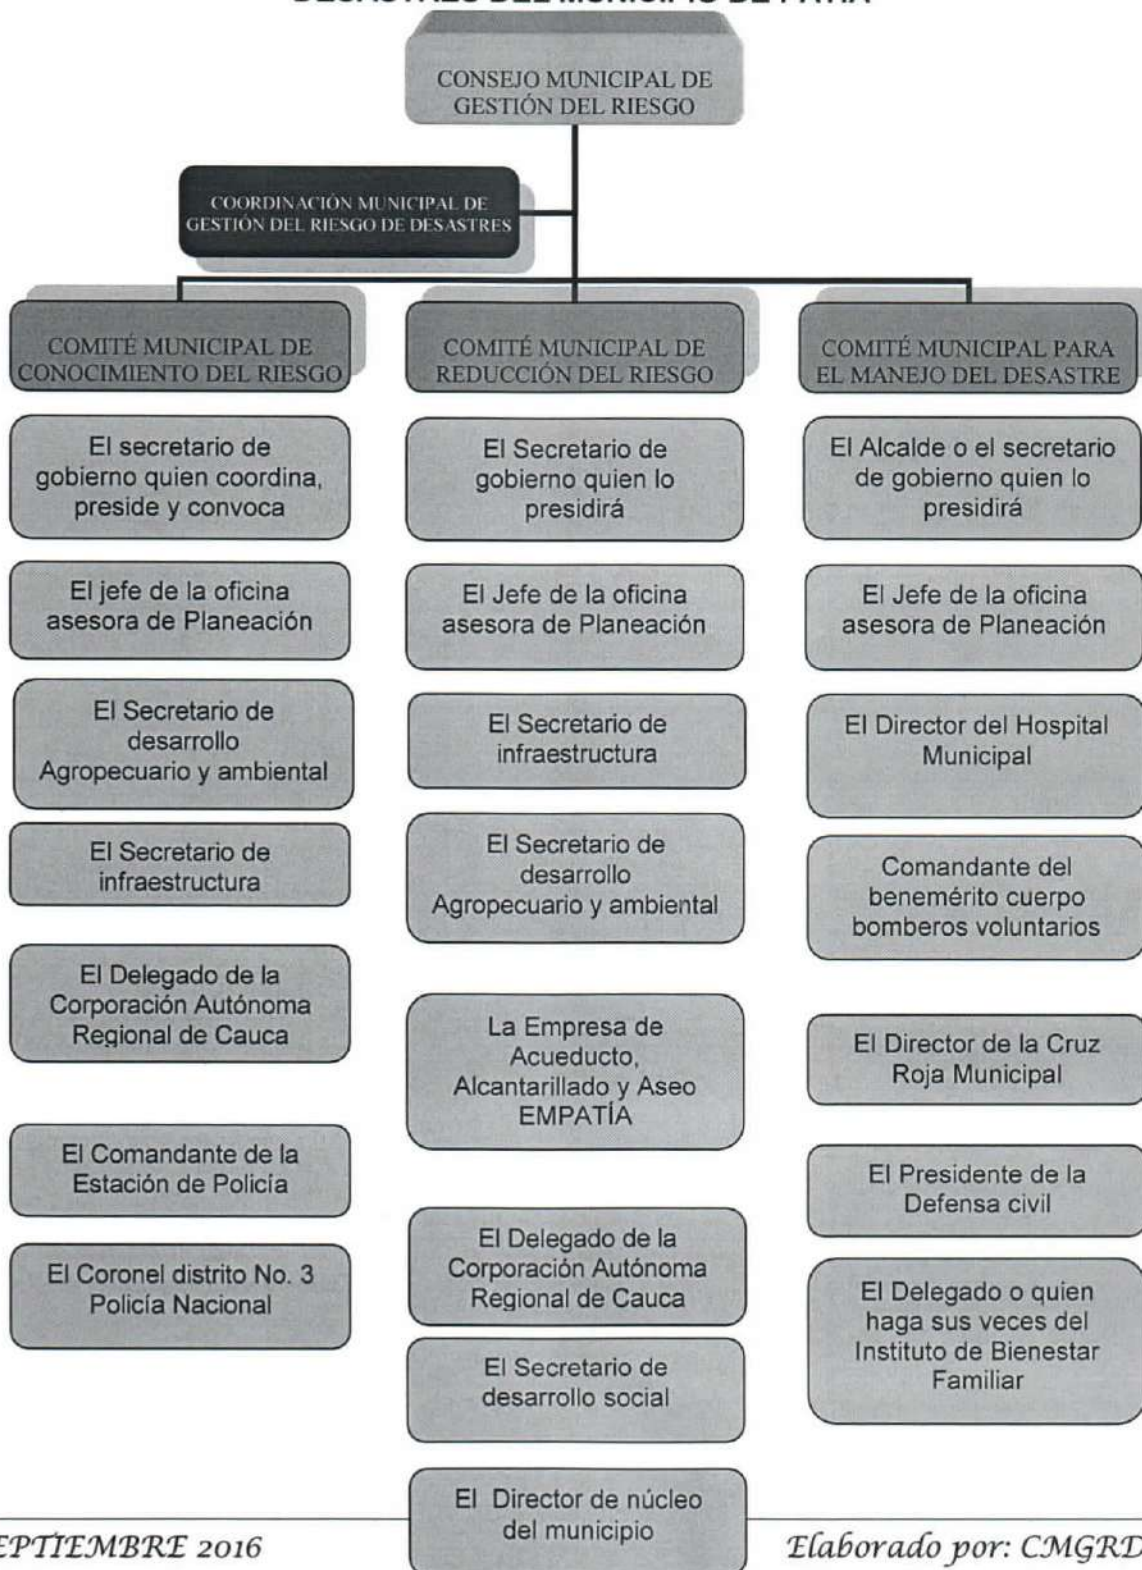 DESASTRES DEL MUNICIPIO DE PATÍA
CONSEJO MUNICIPAL DE
GESTIÓN DEL RIESGO
COORDINACIÓN MUNICIPAL DE
GESTIÓN DEL RIESGO DE DESASTRES
COMITÉ MUNICIPAL DE
CONOCIMIENTO DEL RIESGO
El secretario de
gobierno quien coordina,
preside y convoca
El jefe de la oficina
asesora de Planeación
El Secretario de
desarrollo
Agropecuario y ambiental
El Secretario de
infraestructura
El Delegado de la
Corporación Autónoma
Regional de Cauca
El Comandante de la
Estación de Policía
El Coronel distrito No. 3
Policía Nacional
COMITÉ MUNICIPAL DE
REDUCCIÓN DEL RIESGO
El Secretario de
gobierno quien lo
presidirá
El Jefe de la oficina
asesora de Planeación
El Secretario de
infraestructura
El Secretario de
desarrollo
Agropecuario y ambiental
La Empresa de
Acueducto,
Alcantarillado y Aseo
EMPATÍA
El Delegado de la
Corporación Autónoma
Regional de Cauca
El Secretario de
desarrollo social
El Director de núcleo
del municipio
COMITÉ MUNICIPAL PARA
EL MANEJO DEL DESASTRE
El Alcalde o el secretario
de gobierno quien lo
presidirá
El Jefe de la oficina
asesora de Planeación
El Director del Hospital
Municipal
Comandante del
benemérito cuerpo
bomberos voluntarios
El Director de la Cruz
Roja Municipal
El Presidente de la
Defensa civil
El Delegado o quien
haga sus veces del
Instituto de Bienestar
Familiar
EPTIEMBRE 2016
Elaborado por: CMGRD